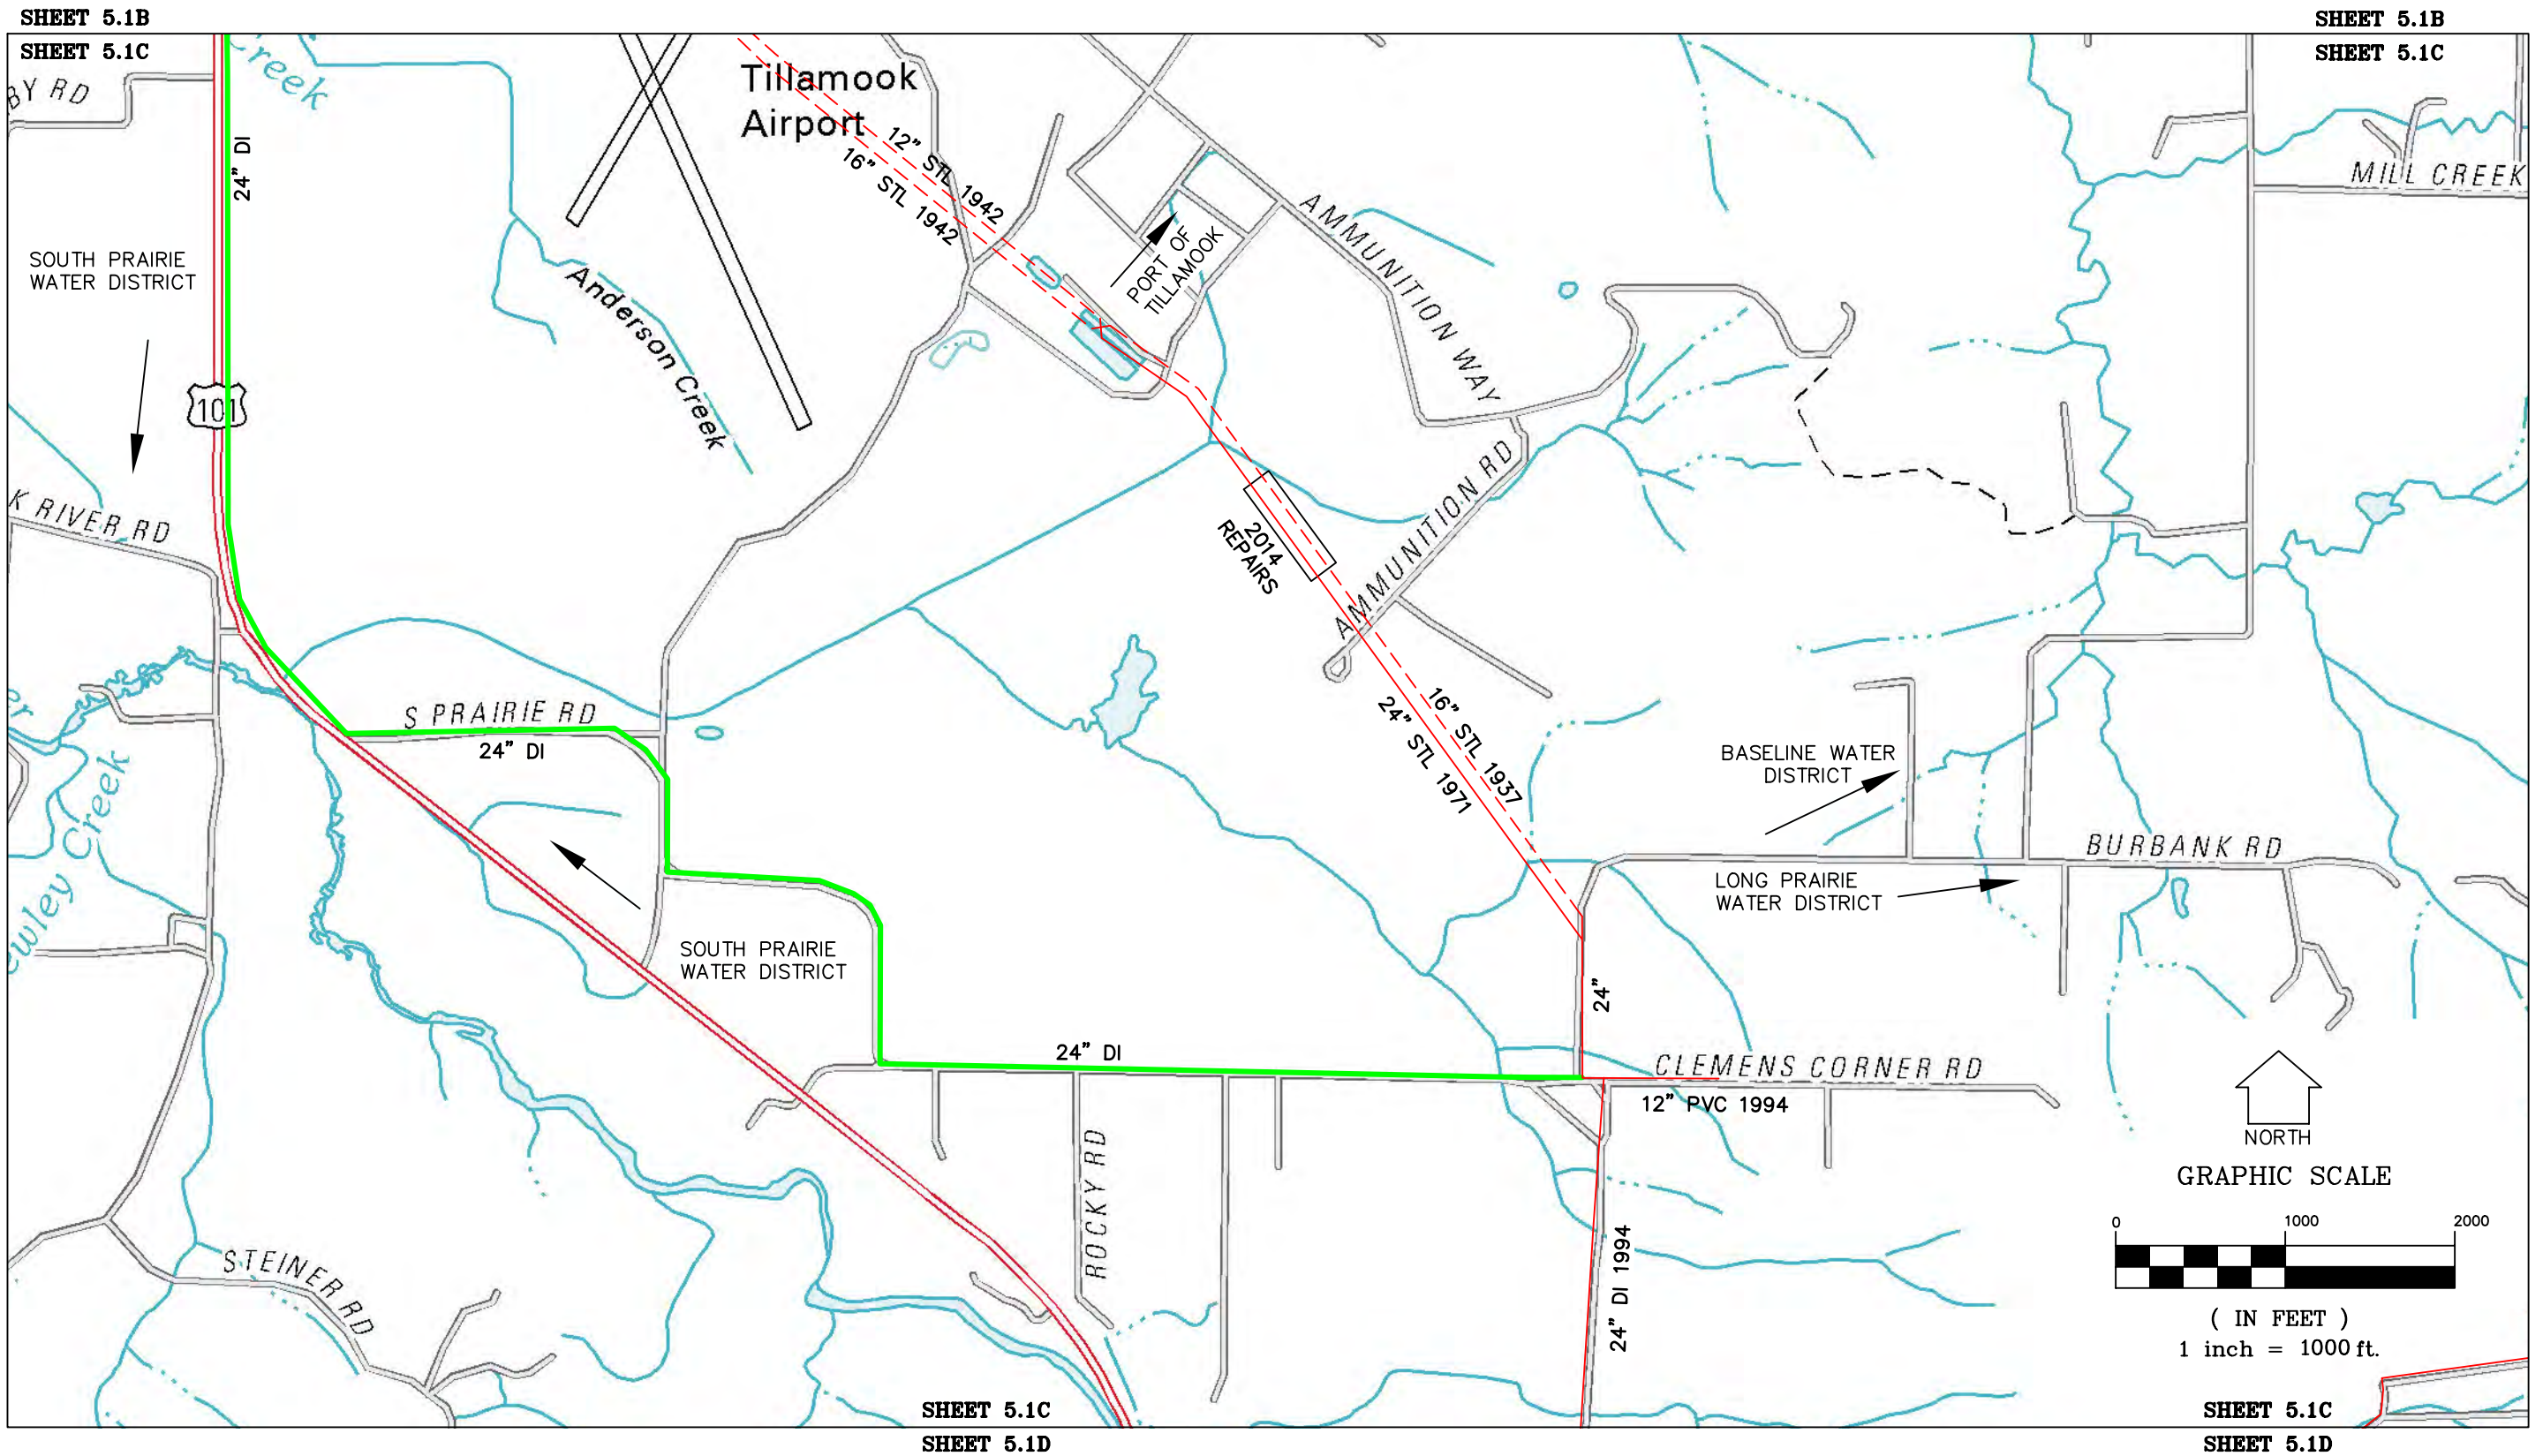 SHEET 5.1B
SHEET 5.1B
SHEET 5.1C
SHEET 5.1C
Creek
BY RD
24" DI
Tillamook
Airport
12" STL 1942
16" STL 1942
PORT OF
TILLAMOOK
AMMUNITION WAY
MILL CREEK
SOUTH PRAIRIE
WATER DISTRICT
Anderson Creek
101
K RIVER RD
2014
REPAIRS
AMMUNITION RD
S PRAIRIE RD
24" DI
16" STL 1937
24" STL 1971
BASELINE WATER
DISTRICT
BURBANK RD
LONG PRAIRIE
WATER DISTRICT
er
ewley Creek
SOUTH PRAIRIE
WATER DISTRICT
24"
24" DI
CLEMENS CORNER RD
12" PVC 1994
ROCKY RD
24" DI 1994
STEINER RD
NORTH
GRAPHIC SCALE
0 1000 2000
( IN FEET )
1 inch = 1000 ft.
SHEET 5.1C
SHEET 5.1C
SHEET 5.1D
SHEET 5.1D